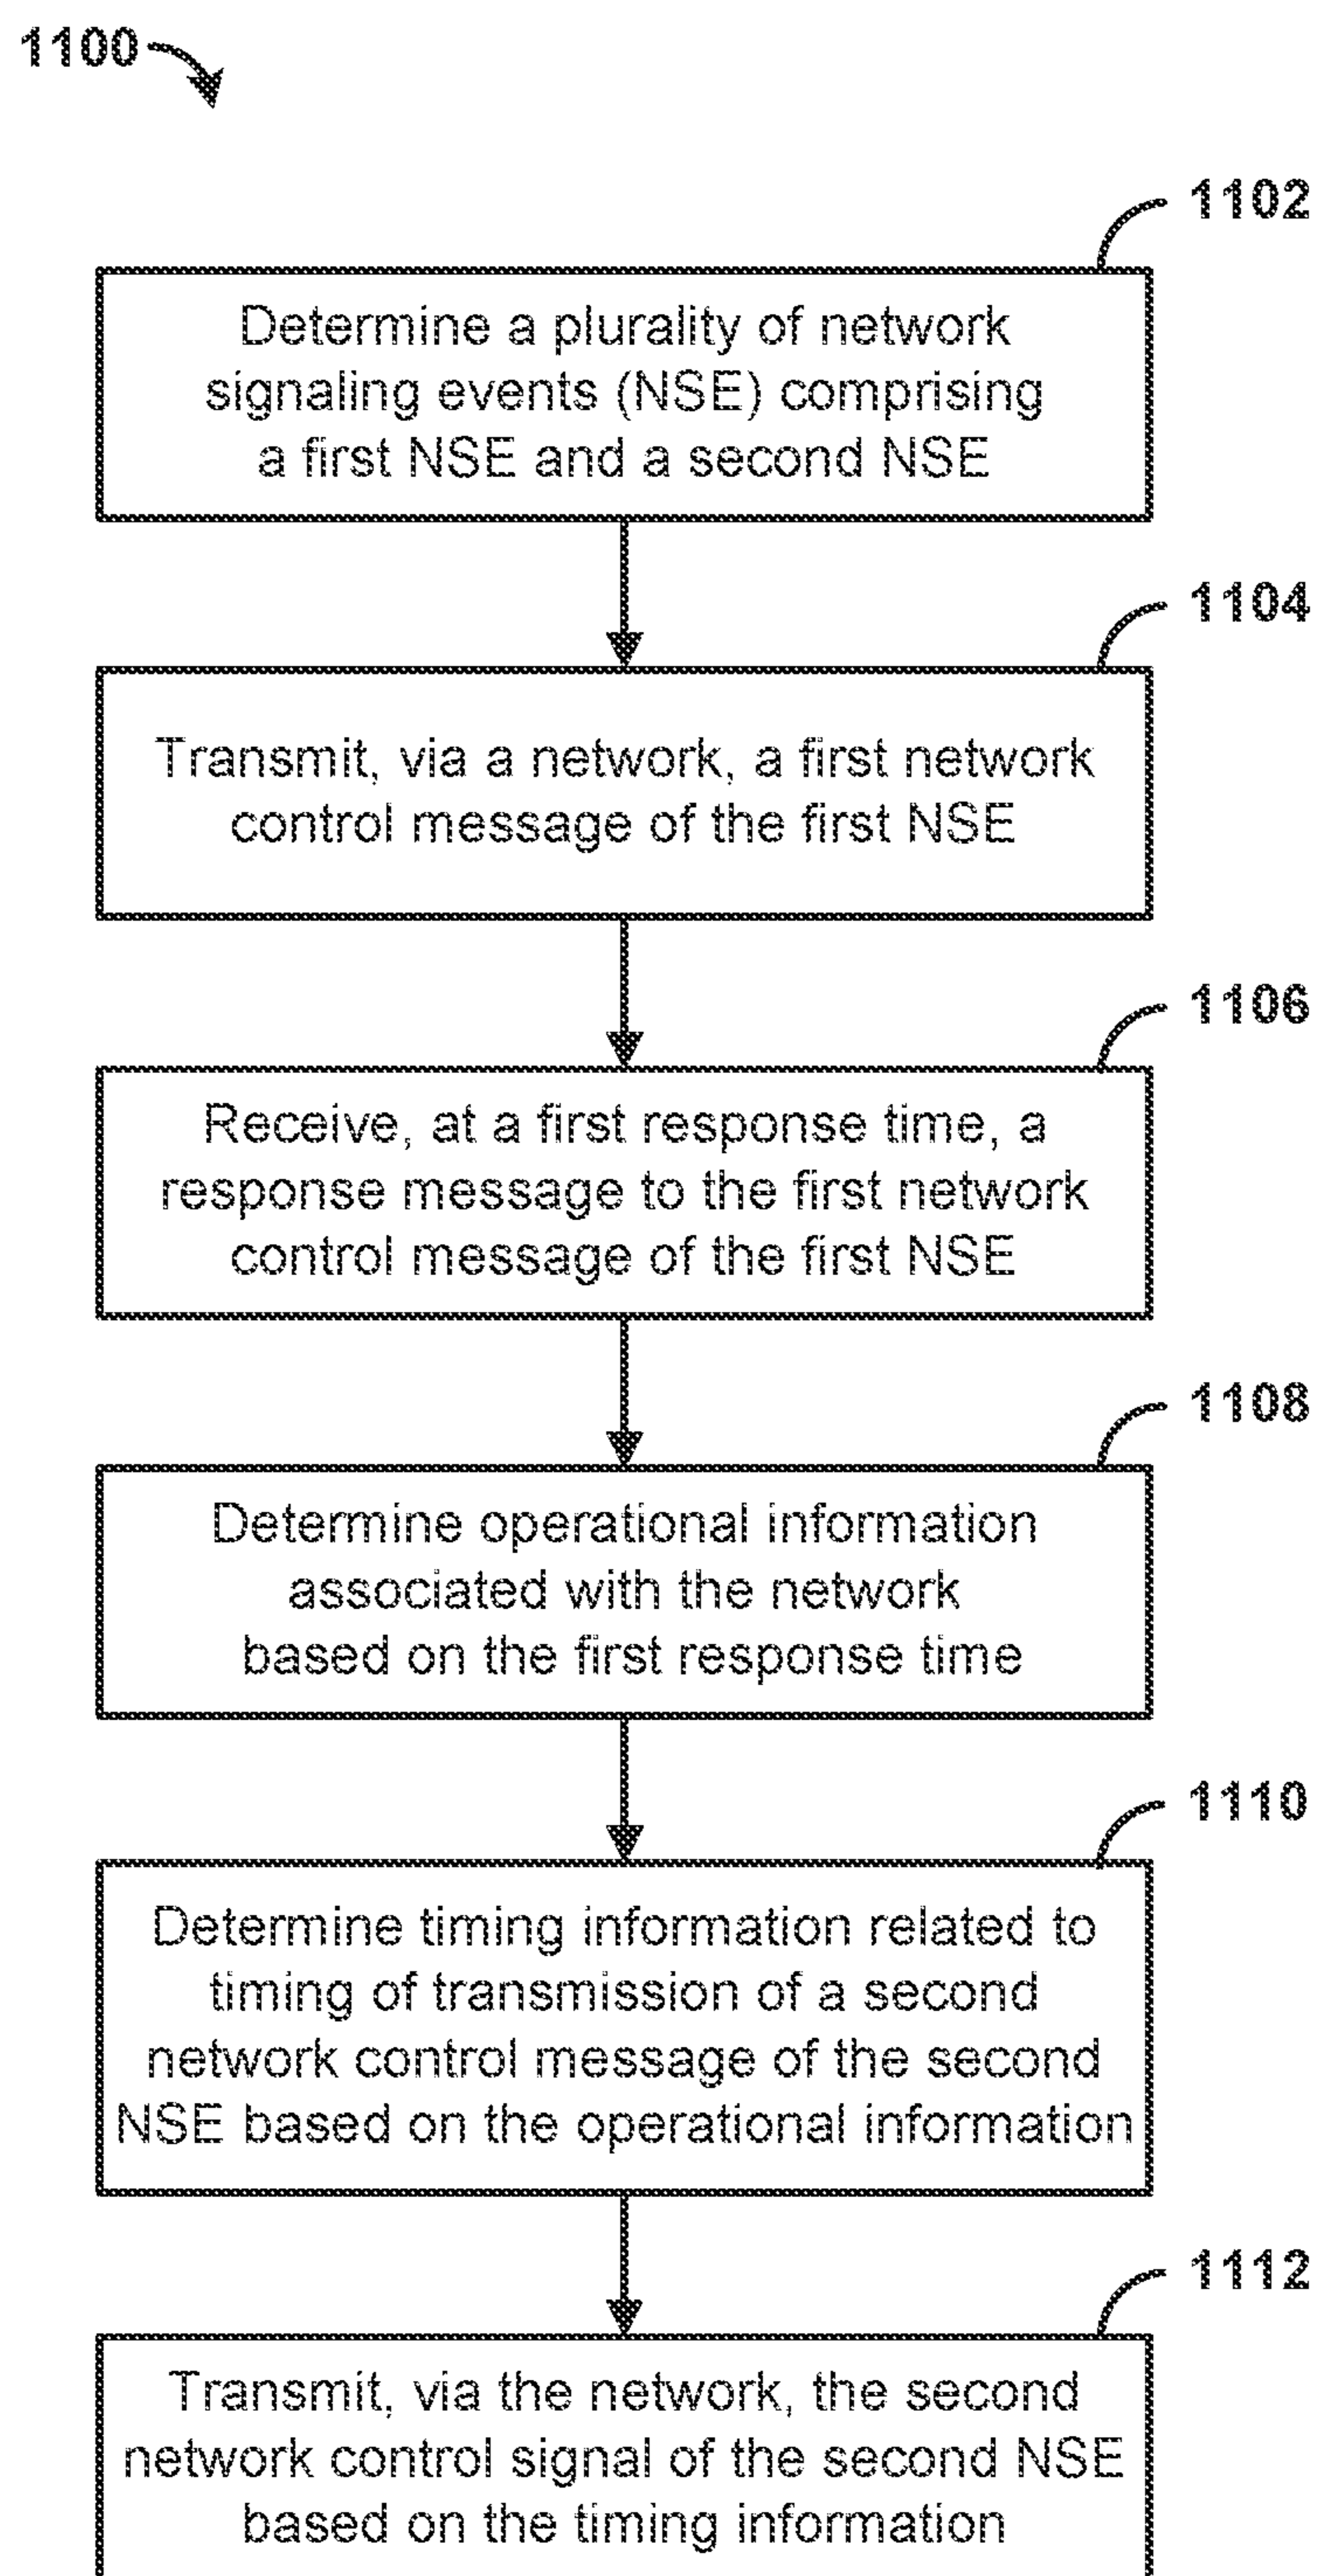 1100
1102
Determine a plurality of network
signaling events (NSE) comprising
a first NSE and a second NSE
1104
Transmit, via a network, a first network
control message of the first NSE
1106
Receive, at a first response time, a
response message to the first network
control message of the first NSE
1108
Determine operational information
associated with the network
based on the first response time
1110
Determine timing information related to
timing of transmission of a second
network control message of the second
NSE based on the operational information
1112
Transmit, via the network, the second
network control signal of the second NSE
based on the timing information